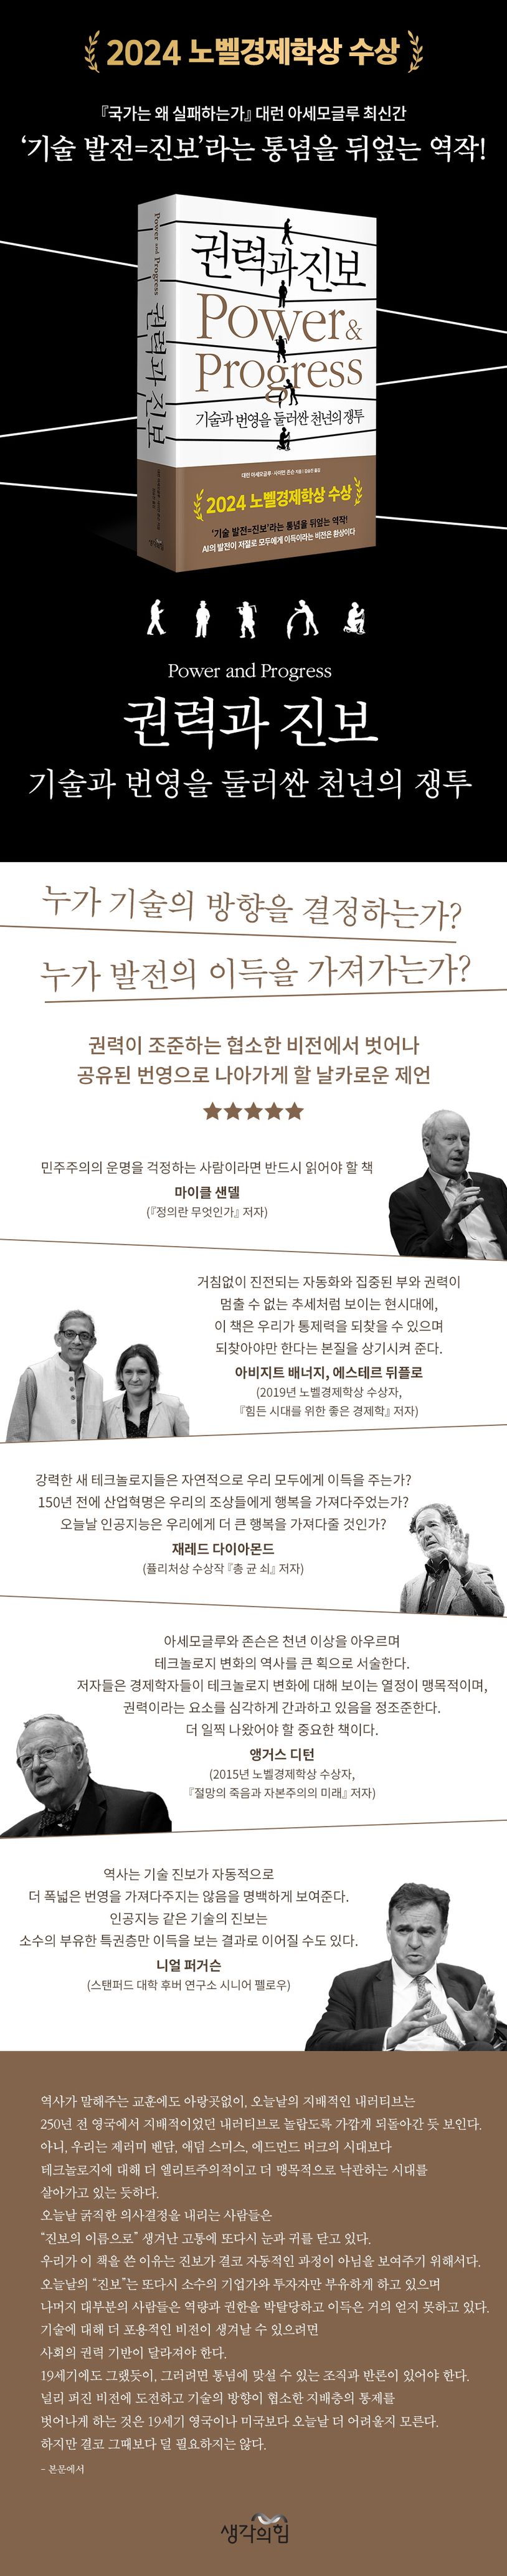 2024 노벨경제학상 수상
『국가는 왜 실패하는가』 대런 아세모글루 최신간
‘기술 발전=진보’라는 통념을 뒤엎는 역작!
Power and Progress 권력과 진보
생각의힘
권력과 진보
Power &
Progress
기술과 번영을 둘러싼 천년의 쟁투
대런 아세모글루·사이먼 존슨 지음 | 김승진 옮김
2024 노벨경제학상 수상
‘기술 발전=진보’라는 통념을 뒤엎는 역작!
AI의 발전이 저절로 모두에게 이득이라는 비전은 환상이다
Power and Progress
권력과 진보
기술과 번영을 둘러싼 천년의 쟁투
누가 기술의 방향을 결정하는가?
누가 발전의 이득을 가져가는가?
권력이 조준하는 협소한 비전에서 벗어나
공유된 번영으로 나아가게 할 날카로운 제언
★★★★★
민주주의의 운명을 걱정하는 사람이라면 반드시 읽어야 할 책
마이클 샌델
(『정의란 무엇인가』 저자)
거침없이 진전되는 자동화와 집중된 부와 권력이
멈출 수 없는 추세처럼 보이는 현시대에,
이 책은 우리가 통제력을 되찾을 수 있으며
되찾아야만 한다는 본질을 상기시켜 준다.
아비지트 배너지, 에스테르 뒤플로
(2019년 노벨경제학상 수상자,
『힘든 시대를 위한 좋은 경제학』 저자)
강력한 새 테크놀로지들은 자연적으로 우리 모두에게 이득을 주는가?
150년 전에 산업혁명은 우리의 조상들에게 행복을 가져다주었는가?
오늘날 인공지능은 우리에게 더 큰 행복을 가져다줄 것인가?
재레드 다이아몬드
(퓰리처상 수상작 『총 균 쇠』 저자)
아세모글루와 존슨은 천년 이상을 아우르며
테크놀로지 변화의 역사를 큰 획으로 서술한다.
저자들은 경제학자들이 테크놀로지 변화에 대해 보이는 열정이 맹목적이며,
권력이라는 요소를 심각하게 간과하고 있음을 정조준한다.
더 일찍 나왔어야 할 중요한 책이다.
앵거스 디턴
(2015년 노벨경제학상 수상자,
『절망의 죽음과 자본주의의 미래』 저자)
역사는 기술 진보가 자동적으로
더 폭넓은 번영을 가져다주지는 않음을 명백하게 보여준다.
인공지능 같은 기술의 진보는
소수의 부유한 특권층만 이득을 보는 결과로 이어질 수도 있다.
니얼 퍼거슨
(스탠퍼드 대학 후버 연구소 시니어 펠로우)
역사가 말해주는 교훈에도 아랑곳없이, 오늘날의 지배적인 내러티브는
250년 전 영국에서 지배적이었던 내러티브로 놀랍도록 가깝게 되돌아간 듯 보인다.
아니, 우리는 제러미 벤담, 애덤 스미스, 에드먼드 버크의 시대보다
테크놀로지에 대해 더 엘리트주의적이고 더 맹목적으로 낙관하는 시대를
살아가고 있는 듯하다.
오늘날 굵직한 의사결정을 내리는 사람들은
“진보의 이름으로” 생겨난 고통에 또다시 눈과 귀를 닫고 있다.
우리가 이 책을 쓴 이유는 진보가 결코 자동적인 과정이 아님을 보여주기 위해서다.
오늘날의 “진보”는 또다시 소수의 기업가와 투자자만 부유하게 하고 있으며
나머지 대부분의 사람들은 역량과 권한을 박탈당하고 이득은 거의 얻지 못하고 있다.
기술에 대해 더 포용적인 비전이 생겨날 수 있으려면
사회의 권력 기반이 달라져야 한다.
19세기에도 그랬듯이, 그러려면 통념에 맞설 수 있는 조직과 반론이 있어야 한다.
널리 퍼진 비전에 도전하고 기술의 방향이 협소한 지배층의 통제를
벗어나게 하는 것은 19세기 영국이나 미국보다 오늘날 더 어려울지 모른다.
하지만 결코 그때보다 덜 필요하지는 않다.
- 본문에서
생각의힘